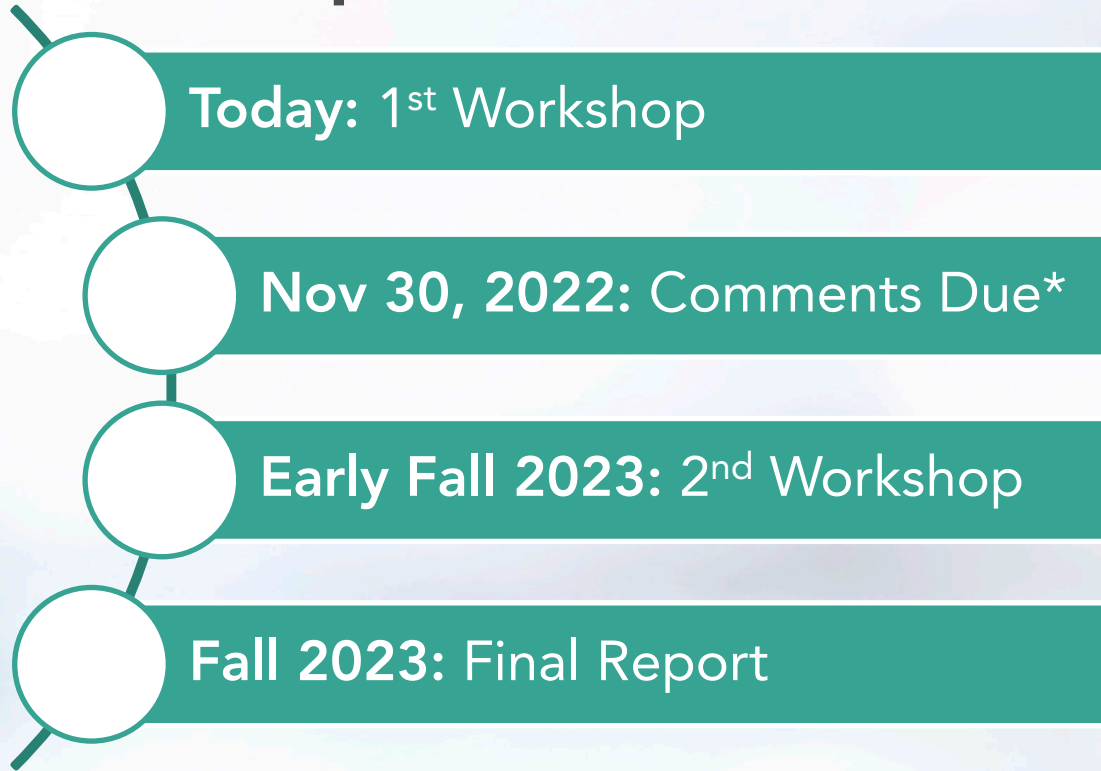 Today: 1st Workshop
Nov 30, 2022: Comments Due*
Early Fall 2023: 2nd Workshop
Fall 2023: Final Report